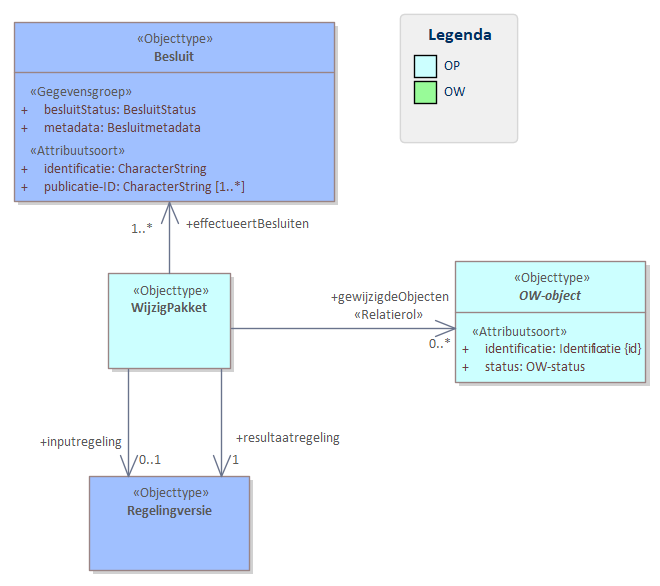 «Objecttype»
Besluit
«Gegevensgroep»
+ besluitStatus: BesluitStatus
+ metadata: Besluitmetadata
«Attribuutsoort»
+ identificatie: CharacterString
+ publicatie-ID: CharacterString [1..*]
Legenda
OP
OW
1..*
+effectueertBesluiten
«Objecttype»
WijzigPakket
+gewijzigdeObjecten
«Relatierol»
0..*
«Objecttype»
OW-object
«Attribuutsoort»
+ identificatie: Identificatie {id}
+ status: OW-status
+inputregeling
0..1
+resultaatregeling
1
«Objecttype»
Regelingversie